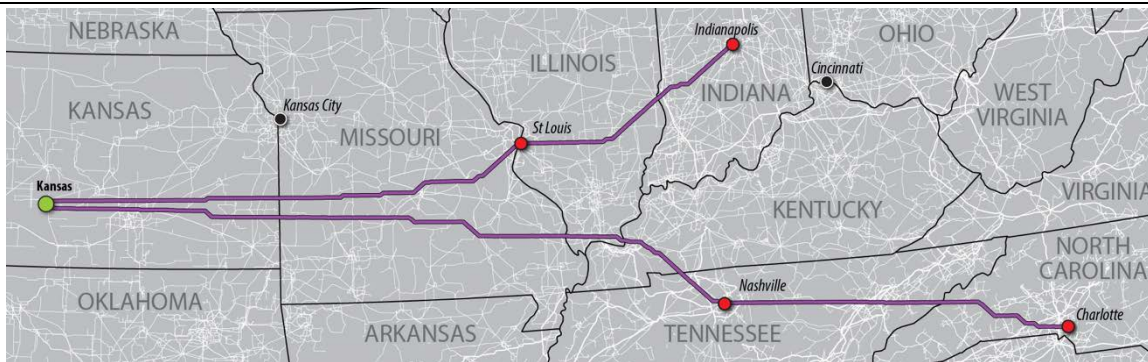 NEBRASKA
KANSAS
Kansas
OKLAHOMA
Kansas City
MISSOURI
ARKANSAS
St Louis
ILLINOIS
Indianapolis
INDIANA
Cincinnati
OHIO
WEST
VIRGINIA
VIRGINIA
KENTUCKY
Nashville
TENNESSEE
NORTH
CAROLINA
Charlotte